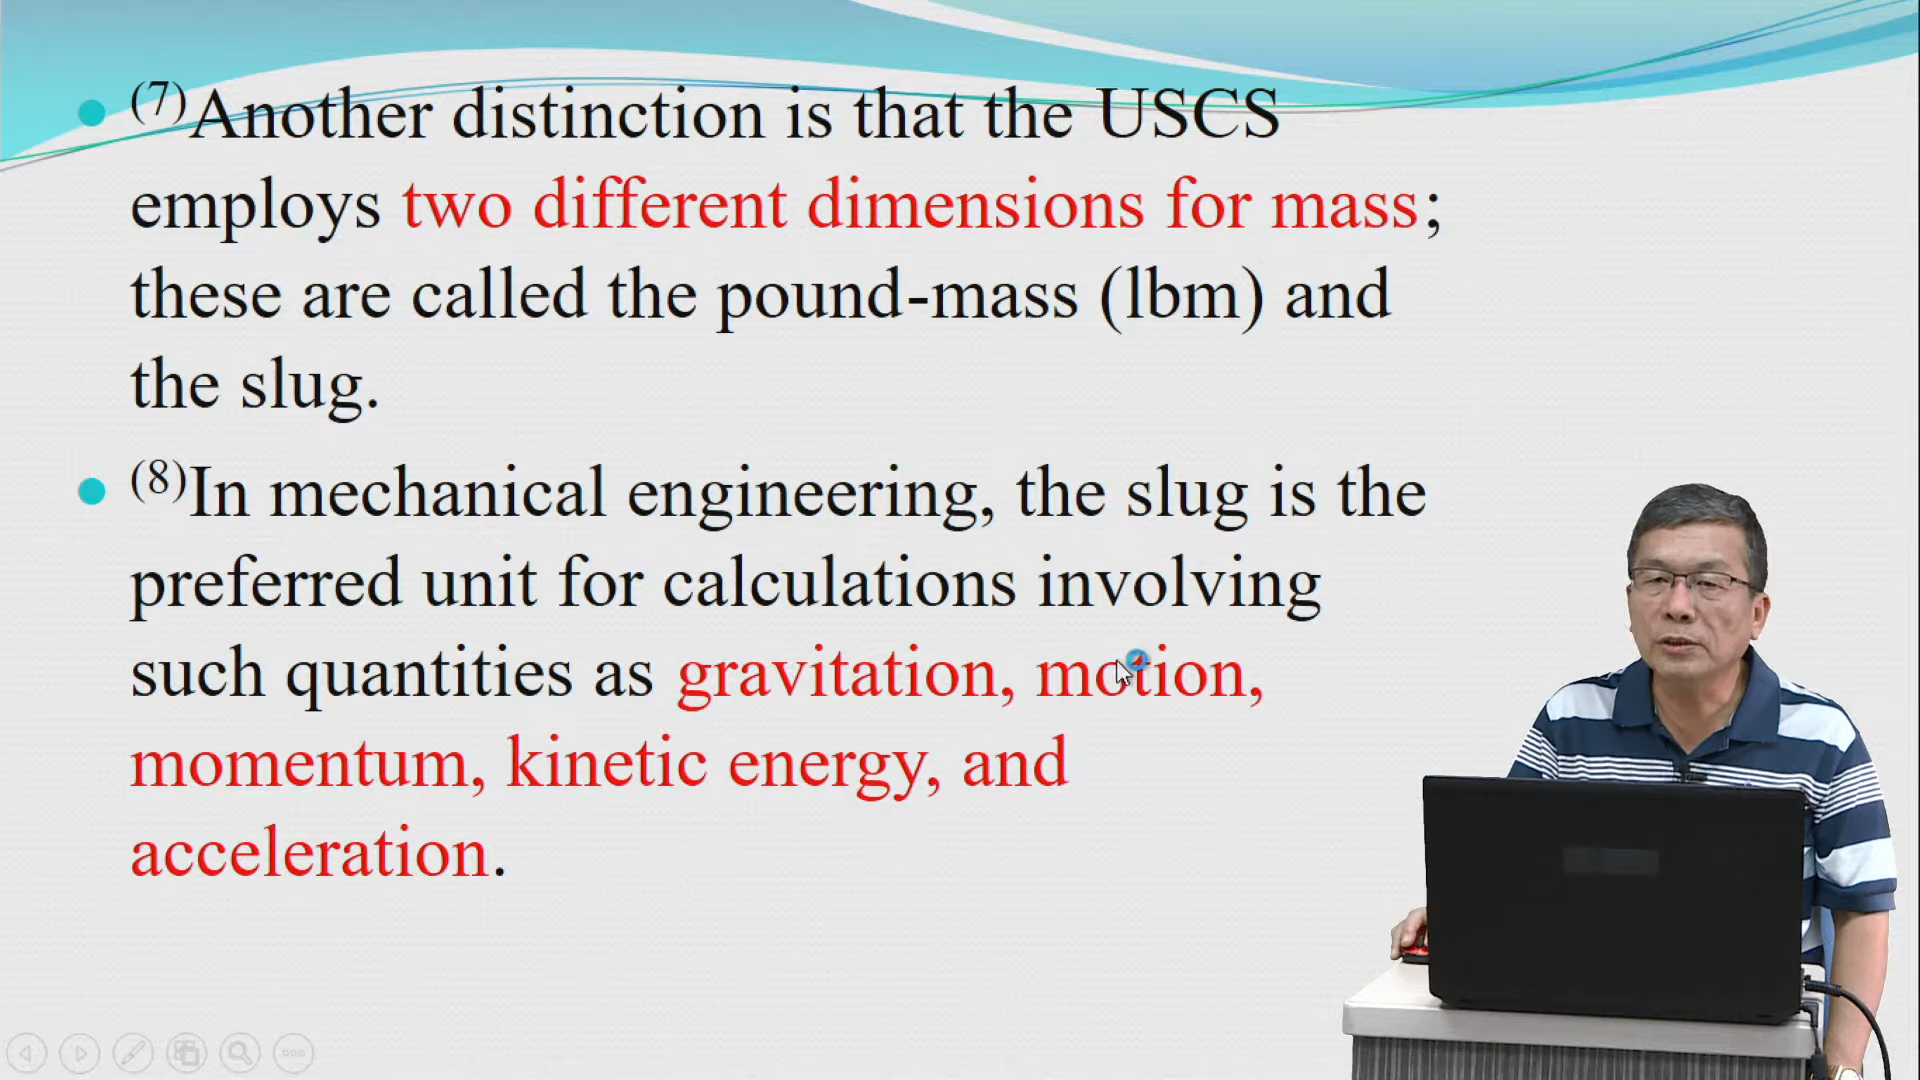 (7)Another distinction is that the USCS
employs two different dimensions for mass;
these are called the pound-mass (lbm) and
the slug.
(8)In mechanical engineering, the slug is the
preferred unit for calculations involving
such quantities as gravitation, motion,
momentum, kinetic energy, and
acceleration.